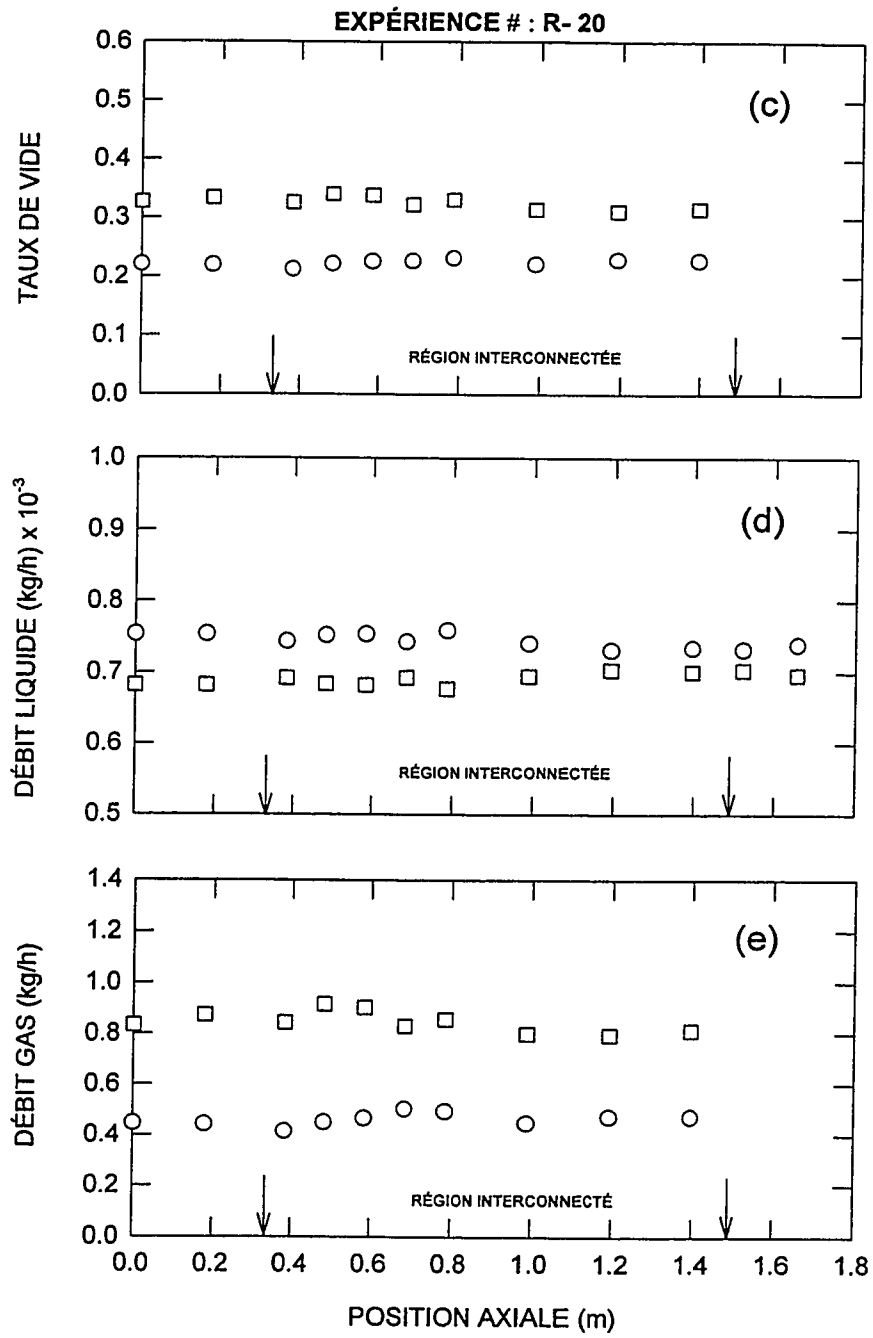 EXPÉRIENCE # : R- 20
0.6
0.5
0.4
0.3
0.2
0.1
0.0
TAUX DE VIDE
(c)
RÉGION INTERCONNECTÉE
1.0
0.9
0.8
0.7
0.6
0.5
DÉBIT LIQUIDE (kg/h) x 10-3
(d)
RÉGION INTERCONNECTÉE
1.4
1.2
1.0
0.8
0.6
0.4
0.2
0.0
DÉBIT GAS (kg/h)
(e)
RÉGION INTERCONNECTÉ
0.0 0.2 0.4 0.6 0.8 1.0 1.2 1.4 1.6 1.8
POSITION AXIALE (m)